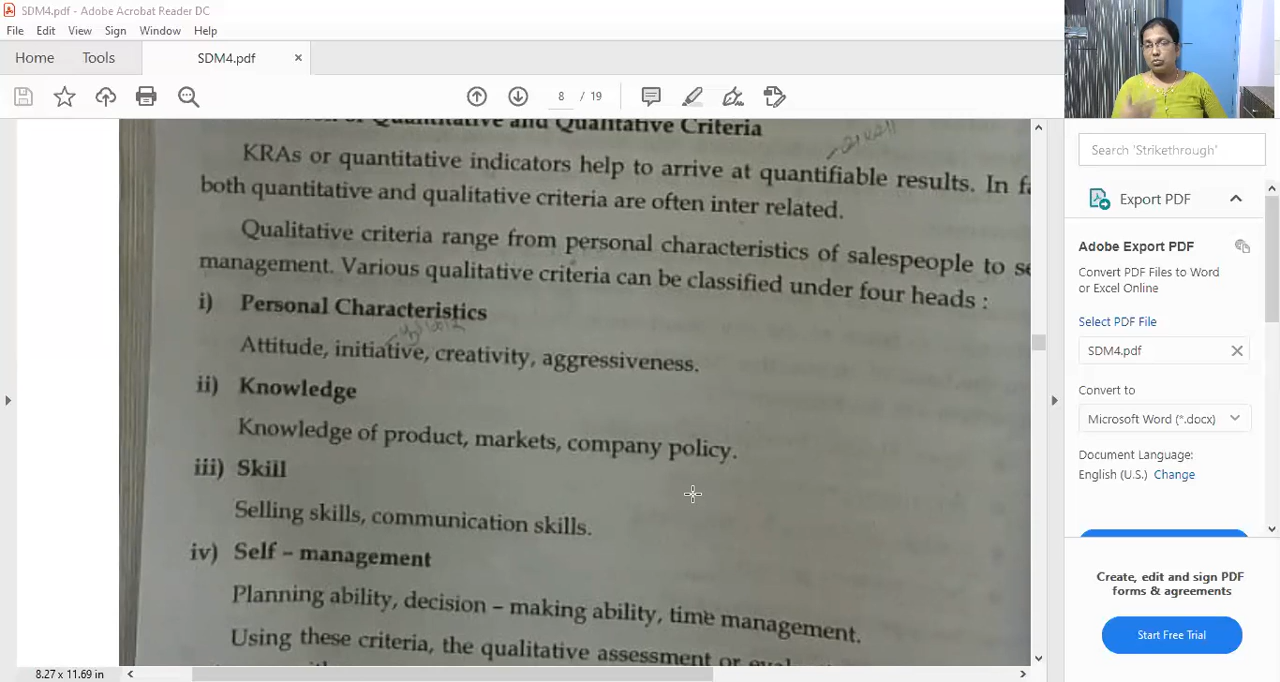 SDM4.pdf - Adobe Acrobat Reader DC
File Edit View Sign Window Help
Home Tools SDM4.pdf ×
8 / 19
Quantitative and Qualitative Criteria
KRAs or quantitative indicators help to arrive at quantifiable results. In
both quantitative and qualitative criteria are often inter related.
Qualitative criteria range from personal characteristics of salespeople to
management. Various qualitative criteria can be classified under four heads :
i) Personal Characteristics
Attitude, initiative, creativity, aggressiveness.
ii) Knowledge
Knowledge of product, markets, company policy.
iii) Skill
Selling skills, communication skills.
iv) Self – management
Planning ability, decision – making ability, time management.
Using these criteria, the qualitative assessment or
8.27 x 11.69 in
Search 'Strikethrough'
Export PDF
Adobe Export PDF
Convert PDF Files to Word
or Excel Online
Select PDF File
SDM4.pdf
Convert to
Microsoft Word (*.docx)
Document Language:
English (U.S.) Change
Create, edit and sign PDF
forms & agreements
Start Free Trial